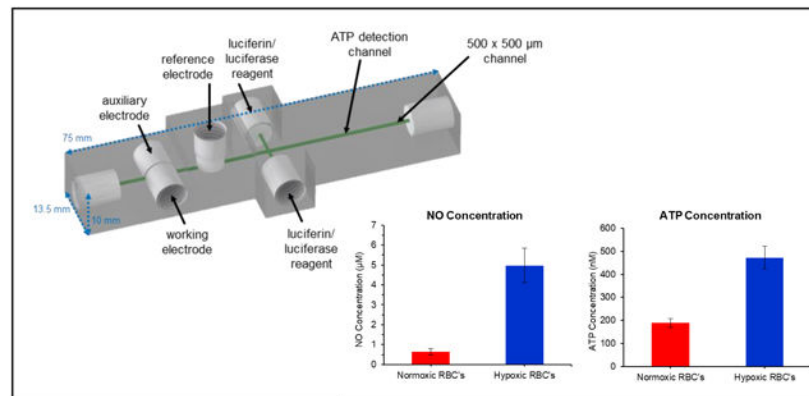 luciferin/
luciferase
reagent
ATP detection
channel
500 x 500 µm
channel
reference
electrode
auxiliary
electrode
75 mm
13.5 mm
10 mm
working
electrode
luciferin/
luciferase
reagent
NO Concentration
NO Concentration (µM)
7
6
5
4
3
2
1
0
Normoxic RBC's
Hypoxic RBC's
ATP Concentration
ATP Concentration (nM)
600
500
400
300
200
100
0
Normoxic RBC's
Hypoxic RBC's